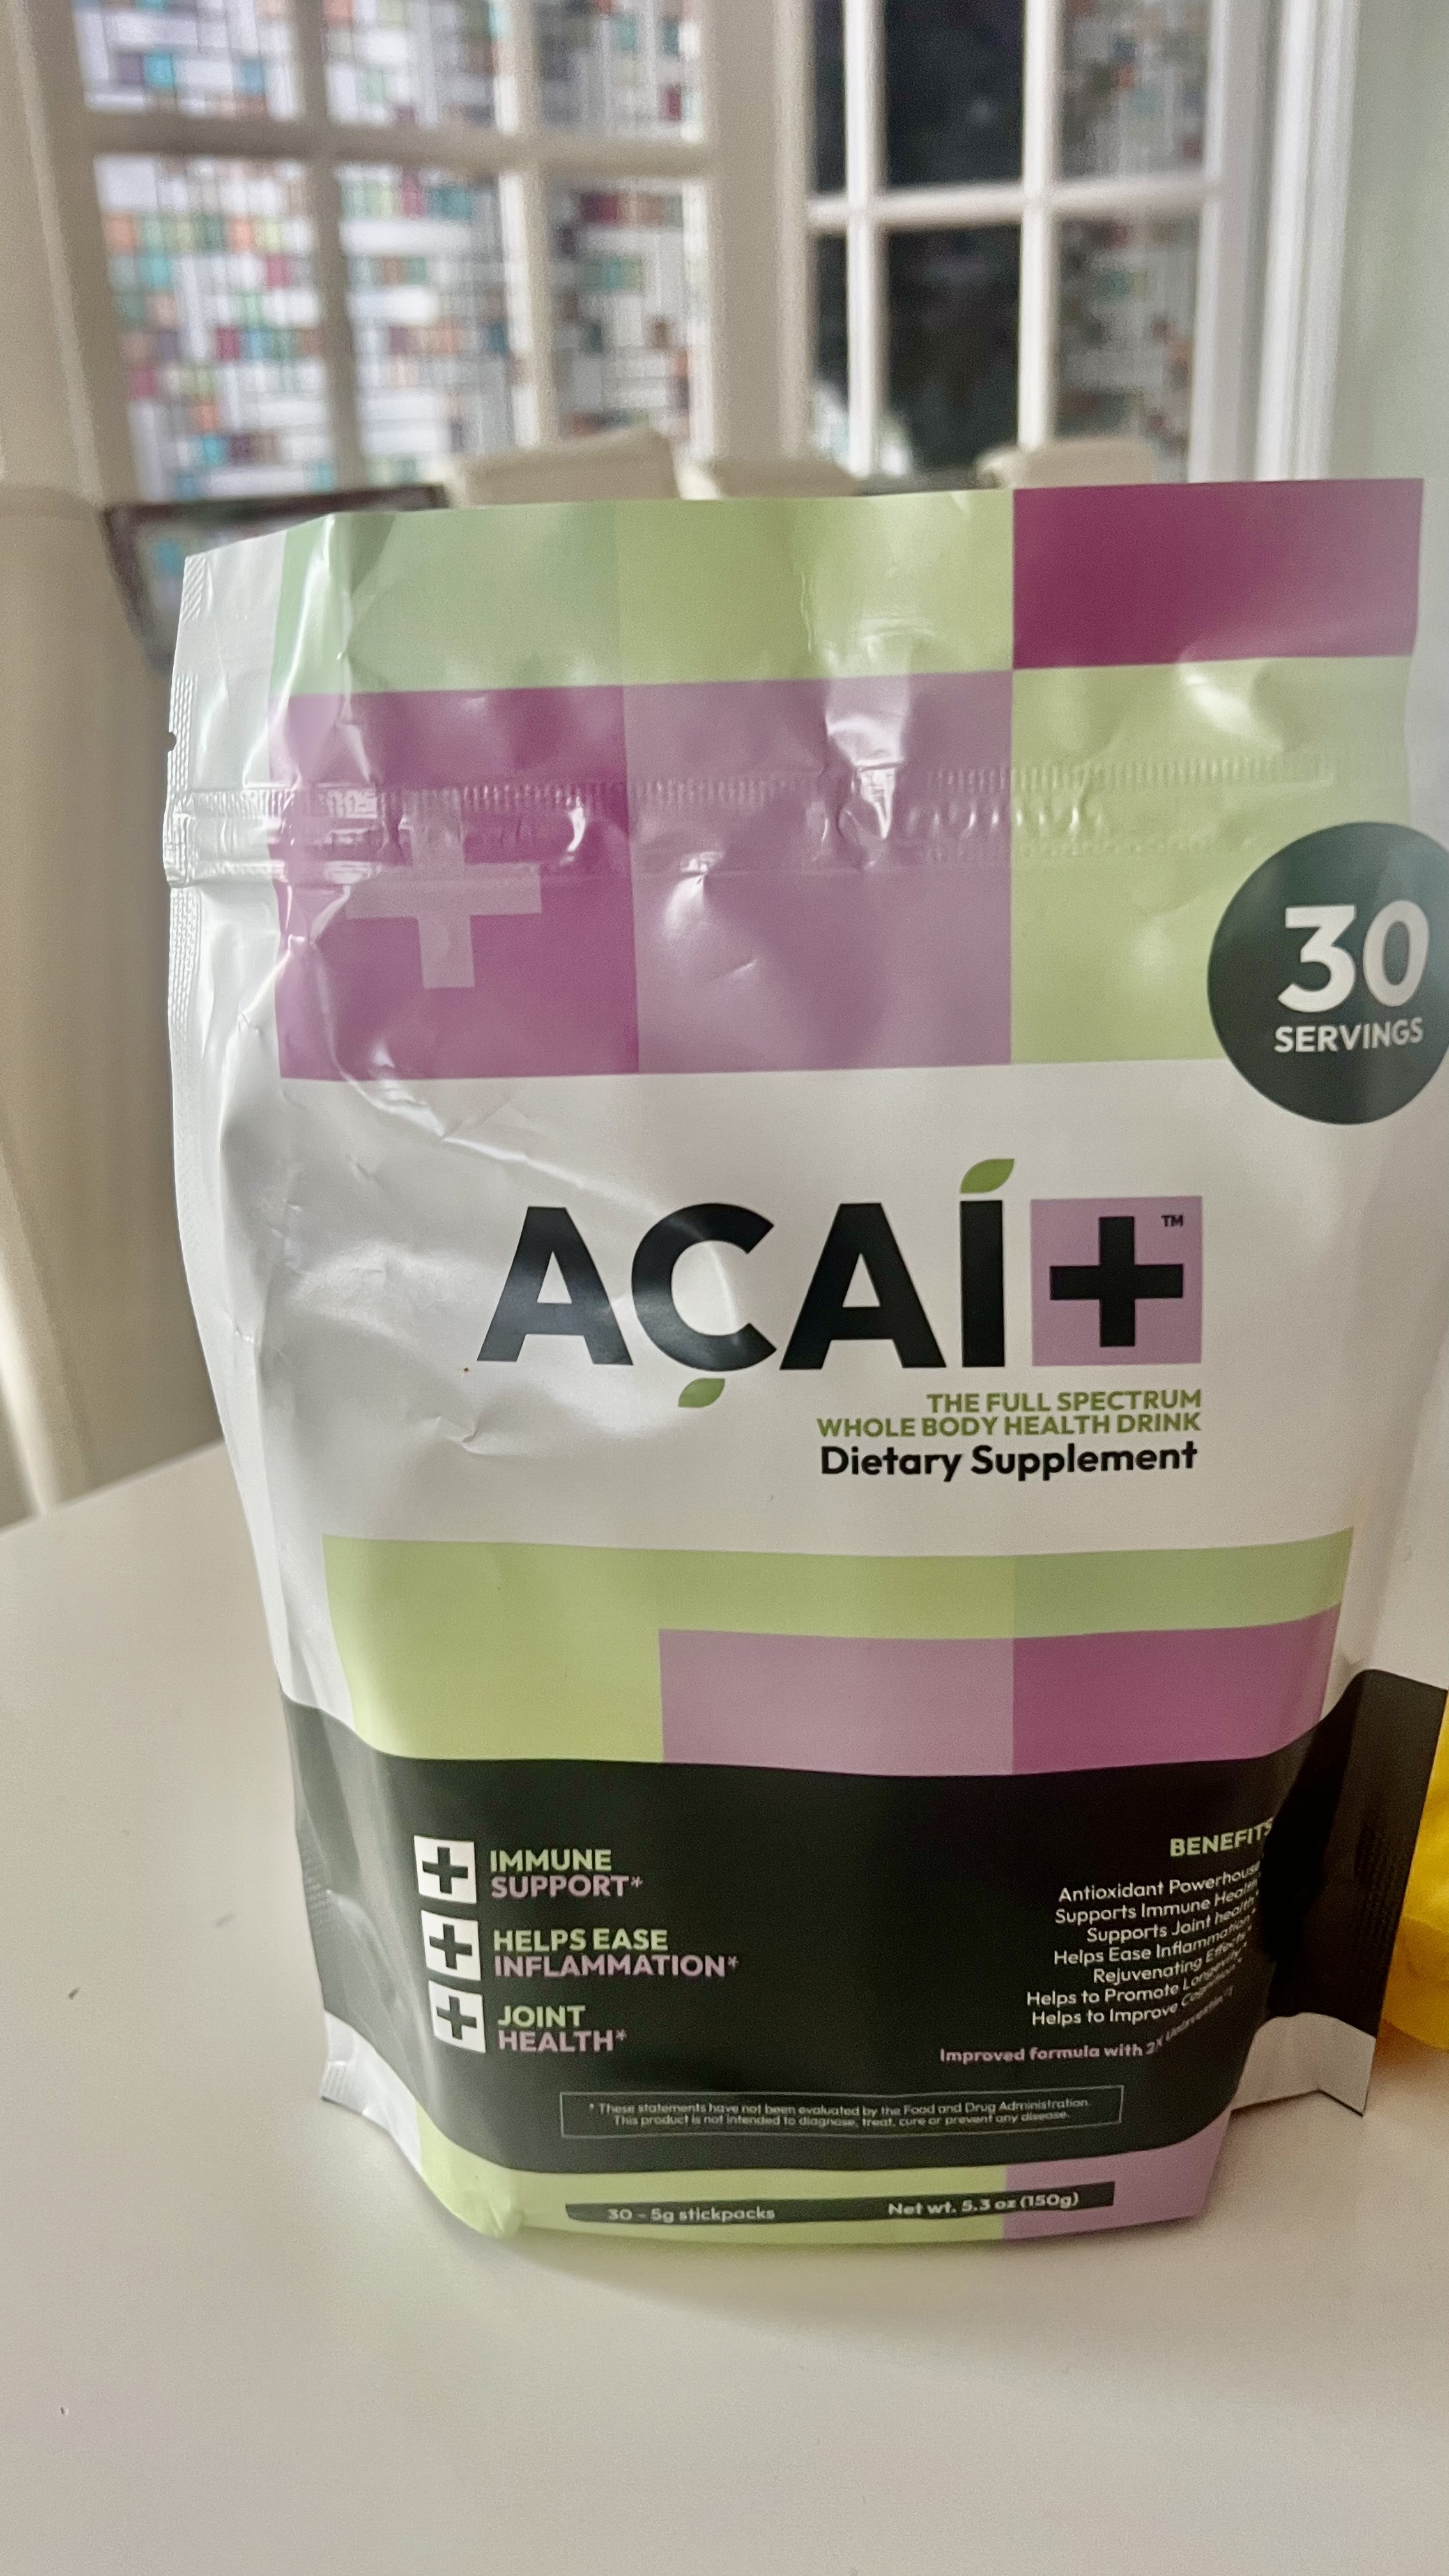 30
SERVINGS
AÇAÍ+™
THE FULL SPECTRUM
WHOLE BODY HEALTH DRINK
Dietary Supplement
IMMUNE
SUPPORT*
HELPS EASE
INFLAMMATION*
JOINT
HEALTH*
BENEFITS
Antioxidant Powerhouse
Supports Immune Health
Supports Joint health*
Helps Ease Inflammation*
Rejuvenating Effects*
Helps to Promote Longevity*
Helps to Improve Cognition*
Improved formula with 2X
* These statements have not been evaluated by the Food and Drug Administration.
This product is not intended to diagnose, treat, cure or prevent any disease.
30 - 5g stickpacks
Net wt. 5.3 oz (150g)